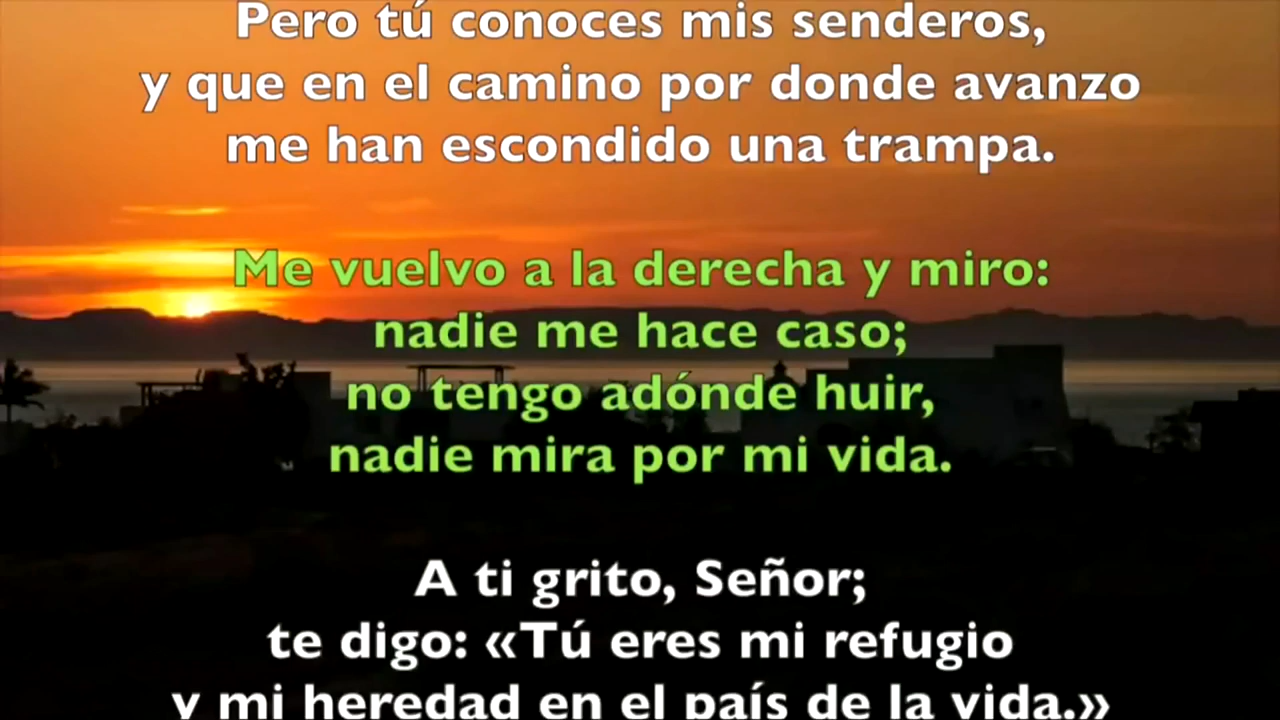 Pero tú conoces mis senderos,
y que en el camino por donde avanzo
me han escondido una trampa.
Me vuelvo a la derecha y miro:
nadie me hace caso;
no tengo adónde huir,
nadie mira por mi vida.
A ti grito, Señor;
te digo: «Tú eres mi refugio
y mi heredad en el país de la vida.»